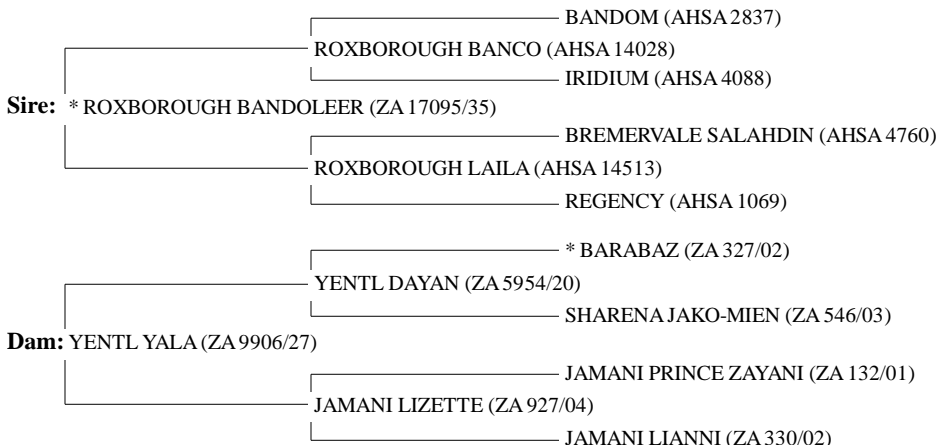 BANDOM (AHSA 2837)
ROXBOROUGH BANCO (AHSA 14028)
IRIDIUM (AHSA 4088)
Sire: * ROXBOROUGH BANDOLEER (ZA 17095/35)
BREMERVALE SALAHDIN (AHSA 4760)
ROXBOROUGH LAILA (AHSA 14513)
REGENCY (AHSA 1069)
* BARABAZ (ZA 327/02)
YENTL DAYAN (ZA 5954/20)
SHARENA JAKO-MIEN (ZA 546/03)
Dam: YENTL YALA (ZA 9906/27)
JAMANI PRINCE ZAYANI (ZA 132/01)
JAMANI LIZETTE (ZA 927/04)
JAMANI LIANNI (ZA 330/02)